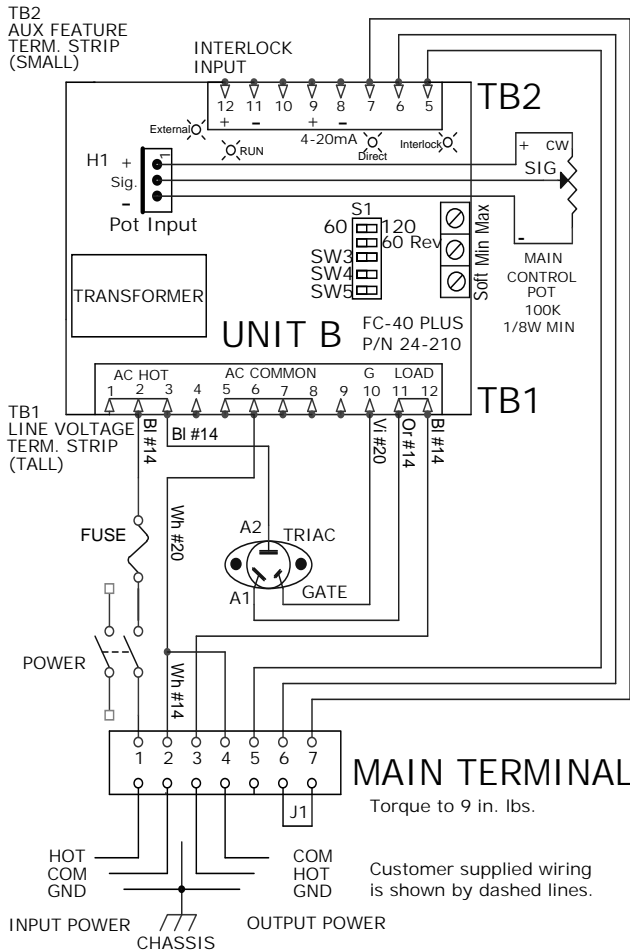 TB2
AUX FEATURE
TERM. STRIP
(SMALL)
INTERLOCK
INPUT
12 11 10 9 8 7 6 5
+ - + -
TB2
4-20mA
External
RUN
Direct
Interlock
H1
+
Sig.
-
1
Pot Input
+ CW
SIG
-
MAIN
CONTROL
POT
100K
1/8W MIN
S1
60 120
60 Rev
SW3
SW4
SW5
Soft Min Max
TRANSFORMER
UNIT B
FC-40 PLUS
P/N 24-210
AC HOT AC COMMON G LOAD
1 2 3 4 5 6 7 8 9 10 11 12
TB1
TB1
LINE VOLTAGE
TERM. STRIP
(TALL)
Bl #14
Bl #14
Wh #20
Vi #20
Or #14
Bl #14
FUSE
A2
TRIAC
A1
GATE
POWER
Wh #14
1 2 3 4 5 6 7
J1
MAIN TERMINAL
Torque to 9 in. lbs.
HOT
COM
GND
COM
HOT
GND
Customer supplied wiring
is shown by dashed lines.
INPUT POWER
CHASSIS
OUTPUT POWER